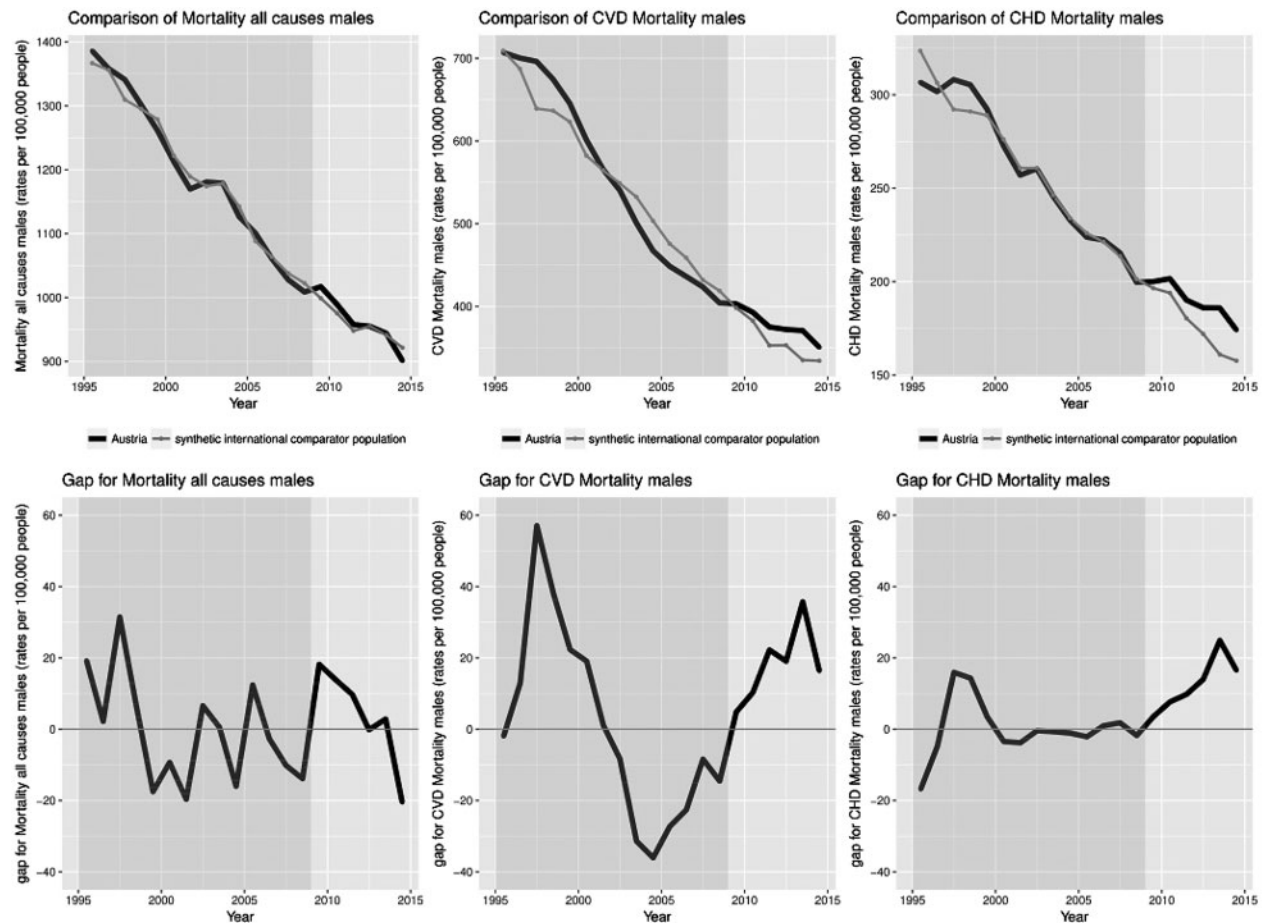 Comparison of Mortality all causes males
Mortality all causes males (rates per 100,000 people)
1400
1300
1200
1100
1000
900
1995
2000
2005
2010
2015
Year
Austria
synthetic international comparator population
Comparison of CVD Mortality males
CVD Mortality males (rates per 100,000 people)
700
600
500
400
1995
2000
2005
2010
2015
Year
Austria
synthetic international comparator population
Comparison of CHD Mortality males
CHD Mortality males (rates per 100,000 people)
300
250
200
150
1995
2000
2005
2010
2015
Year
Austria
synthetic international comparator population
Gap for Mortality all causes males
gap for Mortality all causes males (rates per 100,000 people)
60
40
20
0
-20
-40
1995
2000
2005
2010
2015
Year
Gap for CVD Mortality males
gap for CVD Mortality males (rates per 100,000 people)
60
40
20
0
-20
-40
1995
2000
2005
2010
2015
Year
Gap for CHD Mortality males
gap for CHD Mortality males (rates per 100,000 people)
60
40
20
0
-20
-40
1995
2000
2005
2010
2015
Year